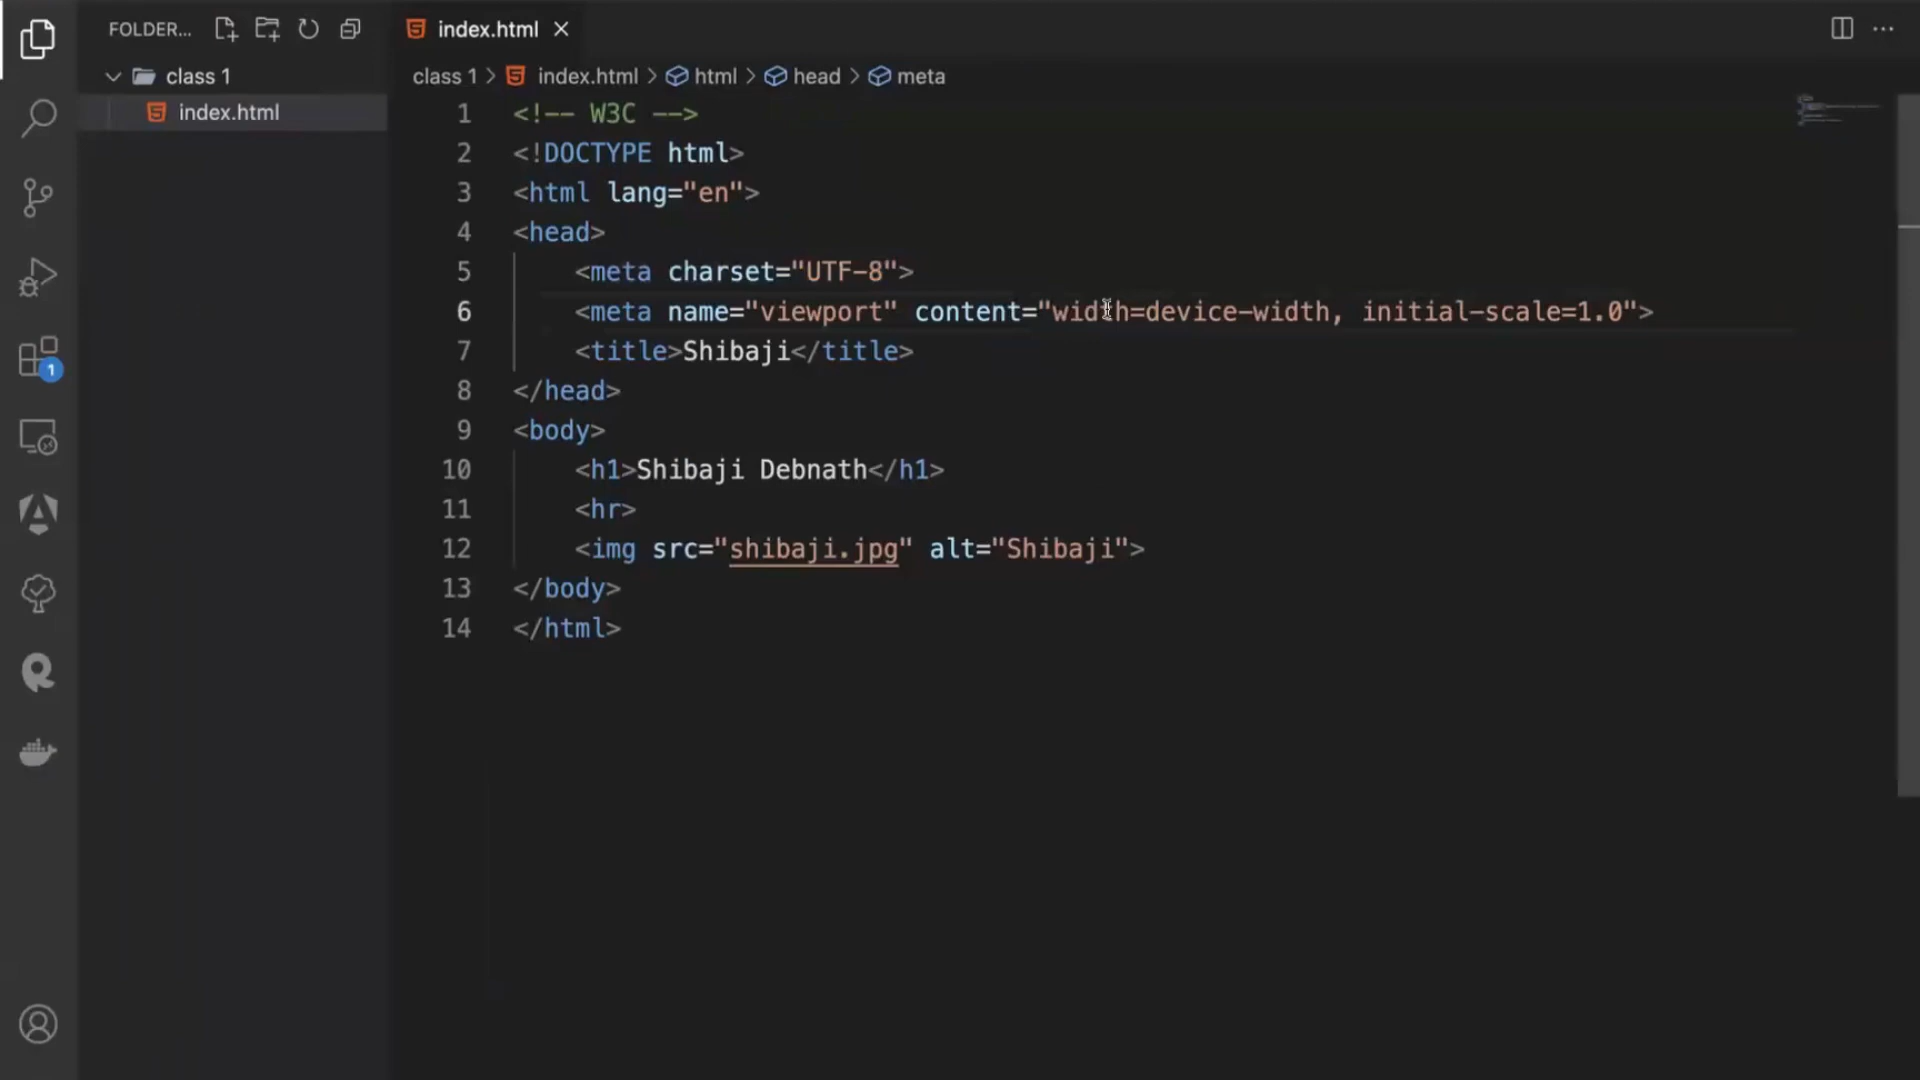 FOLDER...
index.html
class 1
index.html
class 1 > index.html > html > head > meta
1 <!-- W3C -->
2 <!DOCTYPE html>
3 <html lang="en">
4 <head>
5 <meta charset="UTF-8">
6 <meta name="viewport" content="width=device-width, initial-scale=1.0">
7 <title>Shibaji</title>
8 </head>
9 <body>
10 <h1>Shibaji Debnath</h1>
11 <hr>
12 <img src="shibaji.jpg" alt="Shibaji">
13 </body>
14 </html>
1